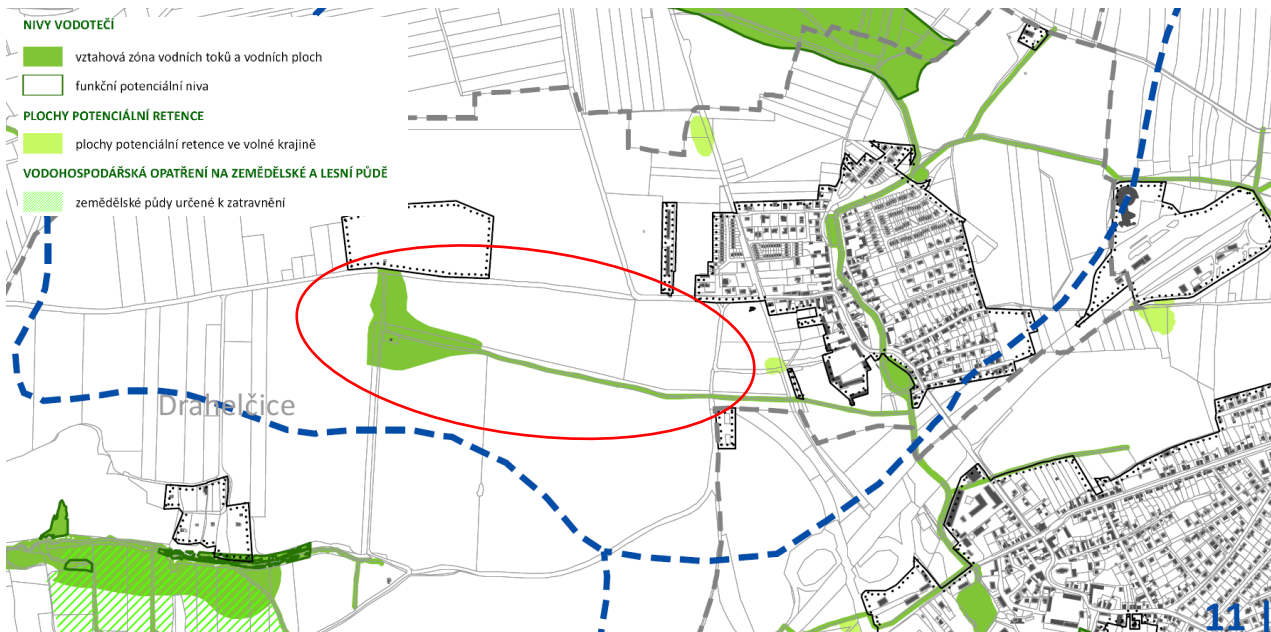 NIVY VODOTEČÍ
vztahová zóna vodních toků a vodních ploch
funkční potenciální niva
PLOCHY POTENCIÁLNÍ RETENCE
plochy potenciální retence ve volné krajině
VODOHOSPODÁŘSKÁ OPATŘENÍ NA ZEMĚDĚLSKÉ A LESNÍ PŮDĚ
zemědělské půdy určené k zatravnění
Drahelčice
11